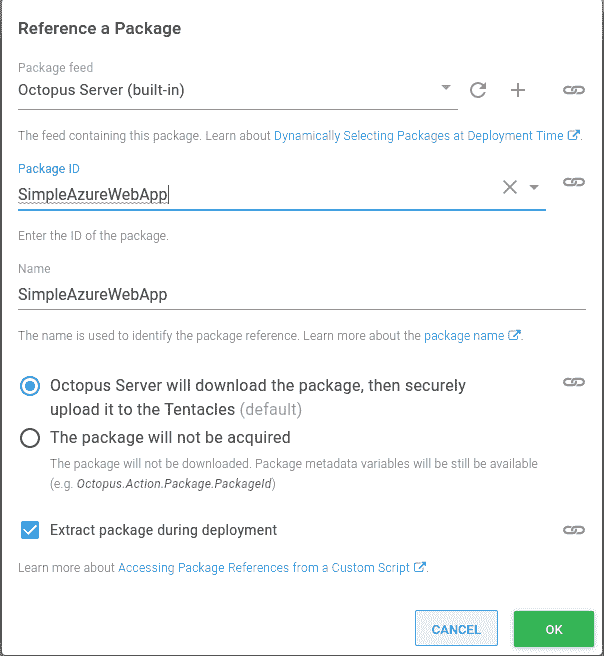 Reference a Package
Package feed
Octopus Server (built-in)
The feed containing this package. Learn about Dynamically Selecting Packages at Deployment Time.
Package ID
SimpleAzureWebApp
Enter the ID of the package.
Name
SimpleAzureWebApp
The name is used to identify the package reference. Learn more about the package name.
Octopus Server will download the package, then securely
upload it to the Tentacles (default)
The package will not be acquired
The package will not be downloaded. Package metadata variables will be still be available
(e.g. Octopus.Action.Package.PackageId)
Extract package during deployment
Learn more about Accessing Package References from a Custom Script.
CANCEL OK